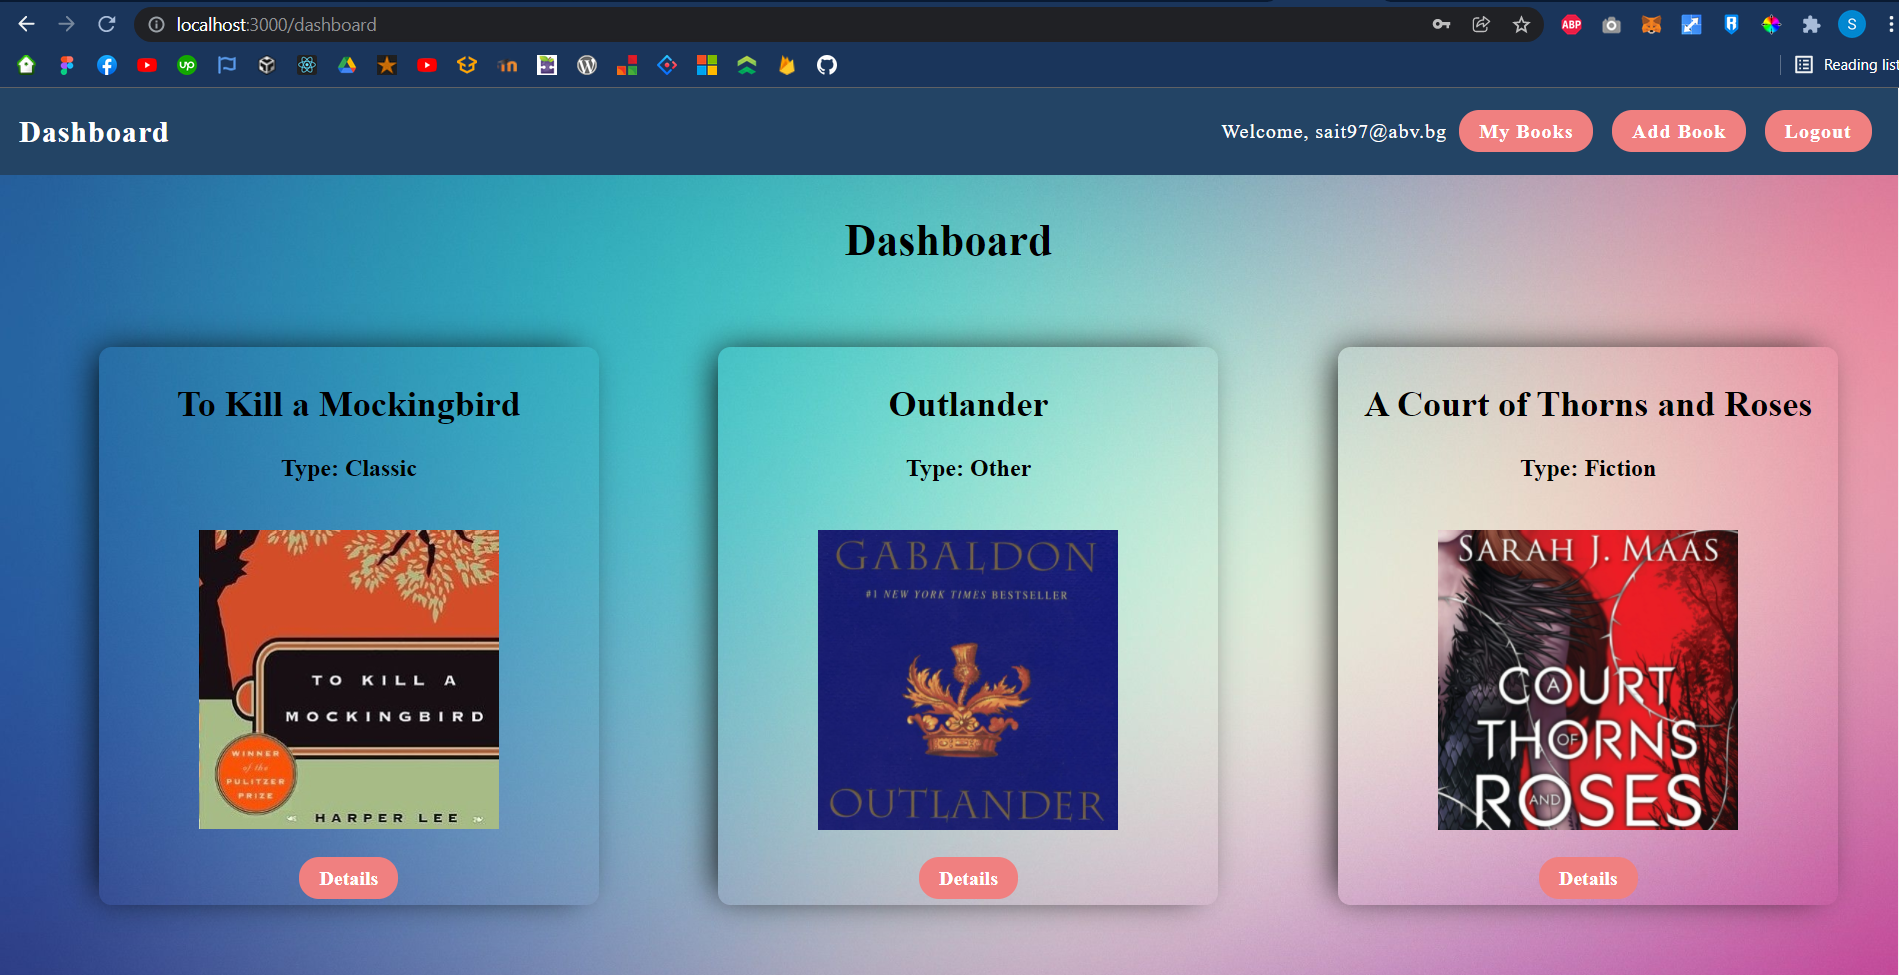 localhost:3000/dashboard
ABP
S
up
in
Reading list
Dashboard
Welcome, sait97@abv.bg
My Books
Add Book
Logout
Dashboard
To Kill a Mockingbird
Type: Classic
TO KILL A
MOCKINGBIRD
WINNER
of the
PULITZER
PRIZE
HARPER LEE
Details
Outlander
Type: Other
GABALDON
#1 NEW YORK TIMES BESTSELLER
OUTLANDER
Details
A Court of Thorns and Roses
Type: Fiction
SARAH J. MAAS
A
COURT
OF
THORNS
AND
ROSES
Details